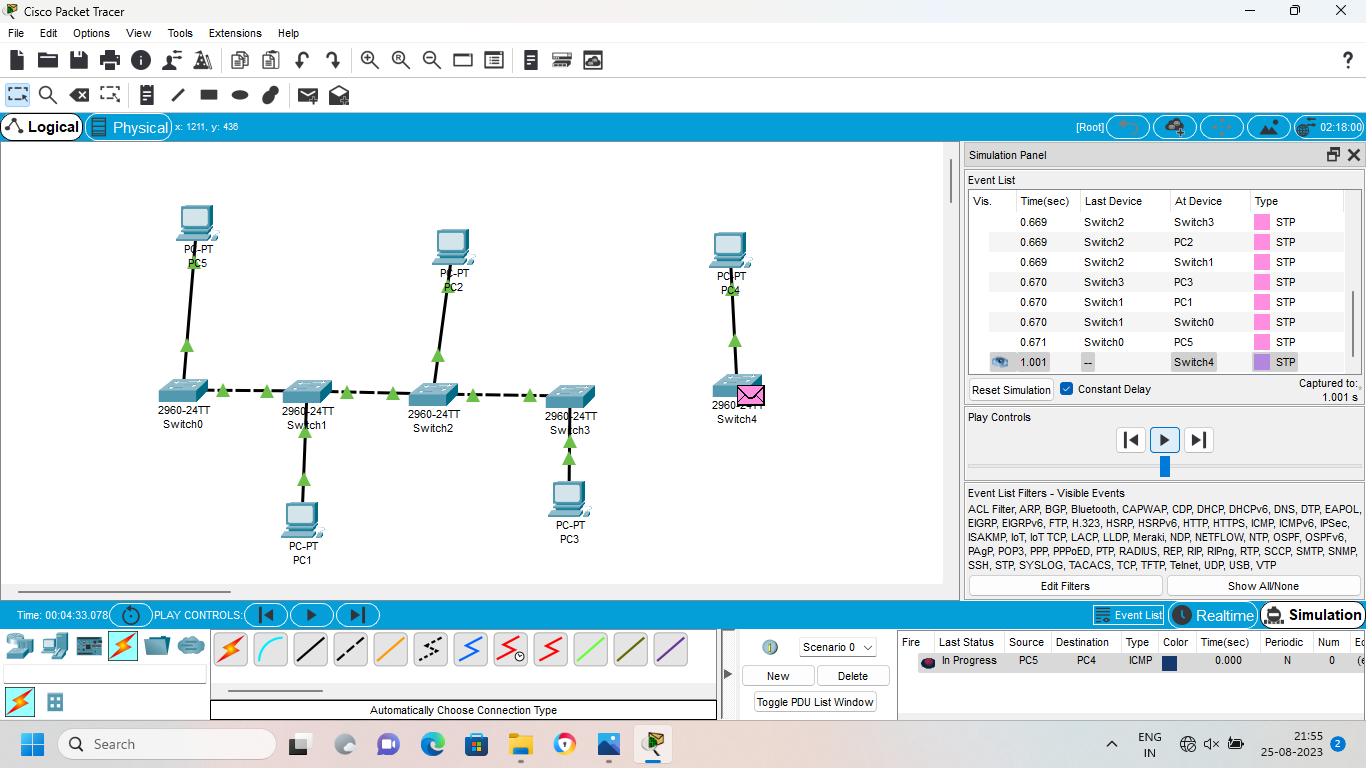 Cisco Packet Tracer
File Edit Options View Tools Extensions Help
Logical Physical x: 1211, y: 436 [Root] 02:18:00
PC-PT
PC5
PC-PT
PC2
PC-PT
PC4
2960-24TT
Switch0
2960-24TT
Switch1
2960-24TT
Switch2
2960-24TT
Switch3
Switch4
PC-PT
PC1
PC-PT
PC3
Simulation Panel
Event List
Vis. Time(sec) Last Device At Device Type
0.669 Switch2 Switch3 STP
0.669 Switch2 PC2 STP
0.669 Switch2 Switch1 STP
0.670 Switch3 PC3 STP
0.670 Switch1 PC1 STP
0.670 Switch1 Switch0 STP
0.671 Switch0 PC5 STP
1.001 -- Switch4 STP
Reset Simulation Constant Delay Captured to:
1.001 s
Play Controls
Event List Filters - Visible Events
ACL Filter, ARP, BGP, Bluetooth, CAPWAP, CDP, DHCP, DHCPv6, DNS, DTP, EAPOL,
EIGRP, EIGRPv6, FTP, H.323, HSRP, HSRPv6, HTTP, HTTPS, ICMP, ICMPv6, IPSec,
ISAKMP, IoT, IoT TCP, LACP, LLDP, Meraki, NDP, NETFLOW, NTP, OSPF, OSPFv6,
PAgP, POP3, PPP, PPPoED, PTP, RADIUS, REP, RIP, RIPng, RTP, SCCP, SMTP, SNMP,
SSH, STP, SYSLOG, TACACS, TCP, TFTP, Telnet, UDP, USB, VTP
Edit Filters Show All/None
Time: 00:04:33.078 PLAY CONTROLS: Event List Realtime Simulation
Automatically Choose Connection Type
Scenario 0
New Delete
Toggle PDU List Window
Fire Last Status Source Destination Type Color Time(sec) Periodic Num
In Progress PC5 PC4 ICMP 0.000 N 0
Search
ENG
IN
21:55
25-08-2023
2